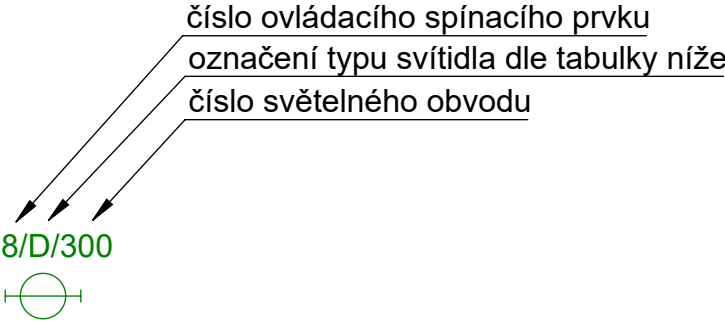 číslo ovládacího spínacího prvku
označení typu svítidla dle tabulky níže
číslo světelného obvodu
8/D/300